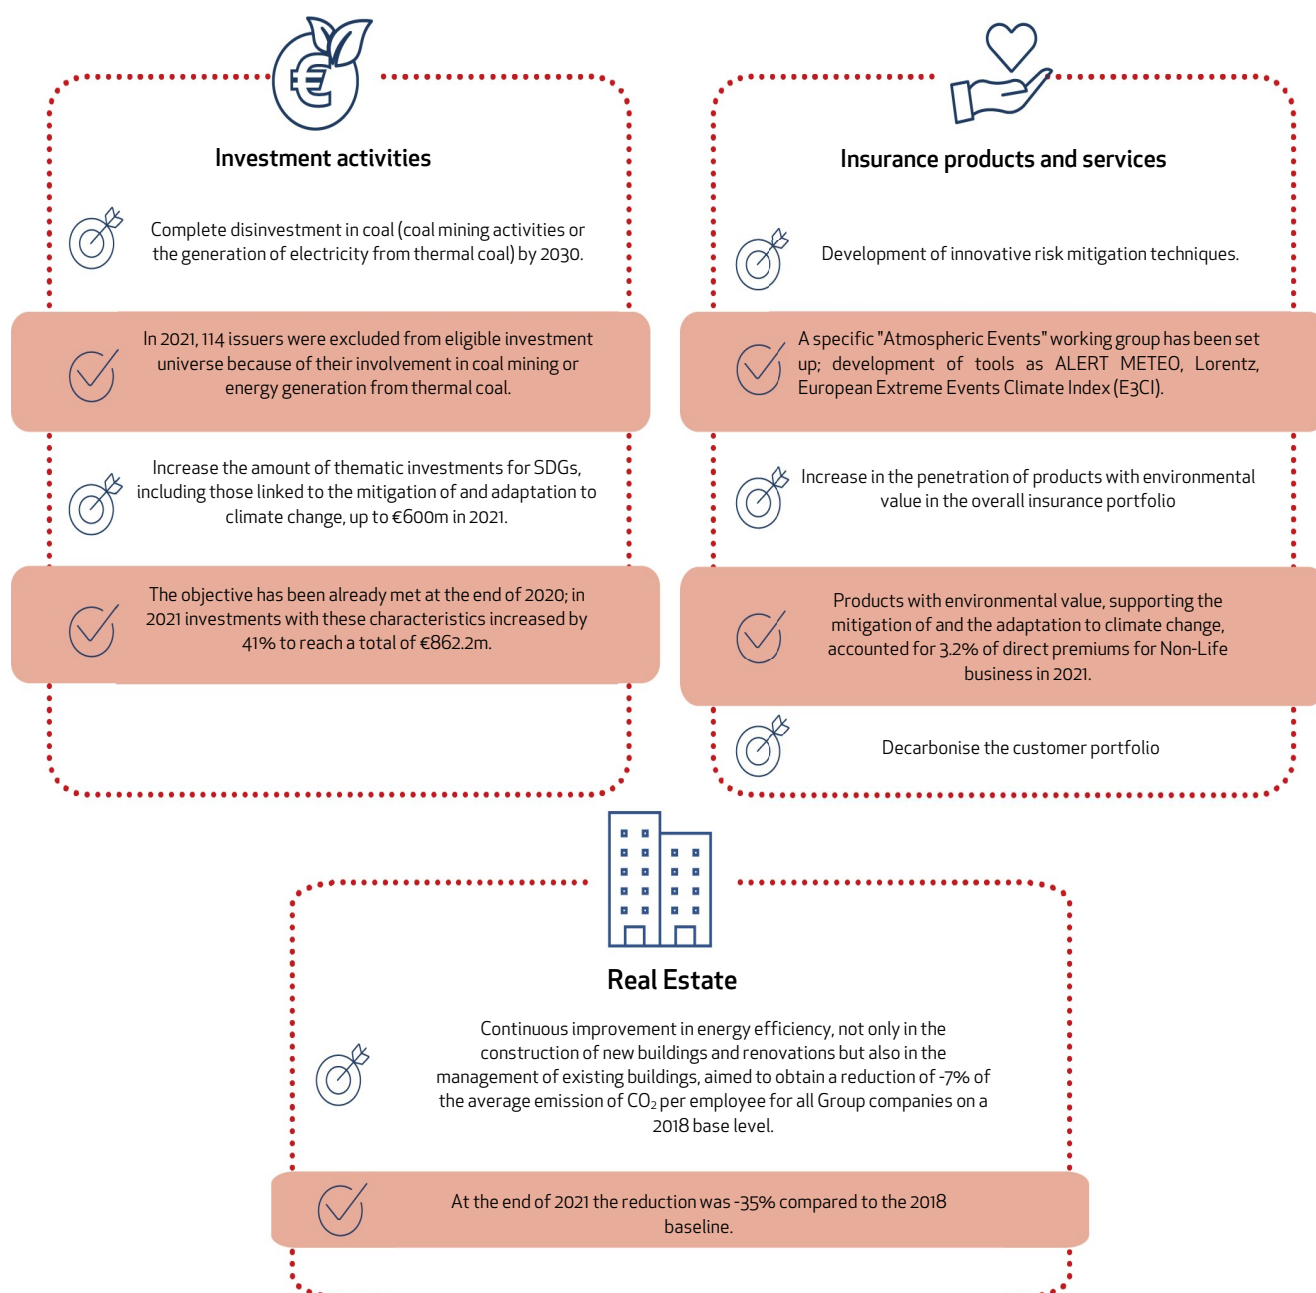 Investment activities
Complete disinvestment in coal (coal mining activities or
the generation of electricity from thermal coal) by 2030.
In 2021, 114 issuers were excluded from eligible investment
universe because of their involvement in coal mining or
energy generation from thermal coal.
Increase the amount of thematic investments for SDGs,
including those linked to the mitigation of and adaptation to
climate change, up to €600m in 2021.
The objective has been already met at the end of 2020; in
2021 investments with these characteristics increased by
41% to reach a total of €862.2m.
Insurance products and services
Development of innovative risk mitigation techniques.
A specific "Atmospheric Events" working group has been set
up; development of tools as ALERT METEO, Lorentz,
European Extreme Events Climate Index (E3CI).
Increase in the penetration of products with environmental
value in the overall insurance portfolio
Products with environmental value, supporting the
mitigation of and the adaptation to climate change,
accounted for 3.2% of direct premiums for Non-Life
business in 2021.
Decarbonise the customer portfolio
Real Estate
Continuous improvement in energy efficiency, not only in the
construction of new buildings and renovations but also in the
management of existing buildings, aimed to obtain a reduction of -7% of
the average emission of CO₂ per employee for all Group companies on a
2018 base level.
At the end of 2021 the reduction was -35% compared to the 2018
baseline.